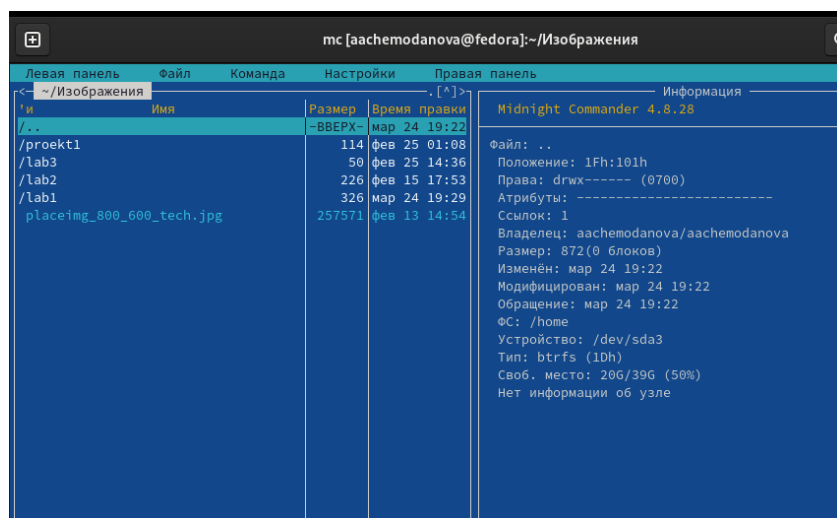 mc [aachemodanova@fedora]:~/Изображения
Левая панель Файл Команда Настройки Правая панель
<─ ~/Изображения ─.[^]>
'и Имя Размер Время правки
/.. -ВВЕРХ- мар 24 19:22
/proekt1 114 фев 25 01:08
/lab3 50 фев 25 14:36
/lab2 226 фев 15 17:53
/lab1 326 мар 24 19:29
placeimg_800_600_tech.jpg 257571 фев 13 14:54
Информация
Midnight Commander 4.8.28
Файл: ..
Положение: 1Fh:101h
Права: drwx------ (0700)
Атрибуты: -------------------------
Ссылок: 1
Владелец: aachemodanova/aachemodanova
Размер: 872(0 блоков)
Изменён: мар 24 19:22
Модифицирован: мар 24 19:22
Обращение: мар 24 19:22
ФС: /home
Устройство: /dev/sda3
Тип: btrfs (1Dh)
Своб. место: 20G/39G (50%)
Нет информации об узле